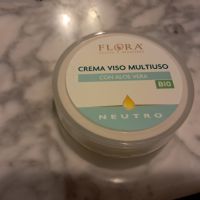 FLORA
CREMA VISO MULTIUSO
CON ALOE VERA
BIO
NEUTRO